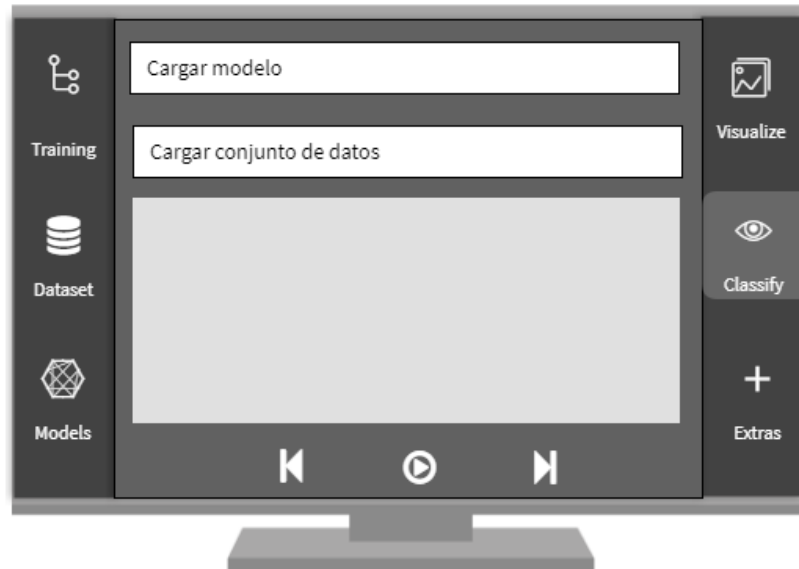 Training
Dataset
Models
Cargar modelo
Cargar conjunto de datos
Visualize
Classify
Extras